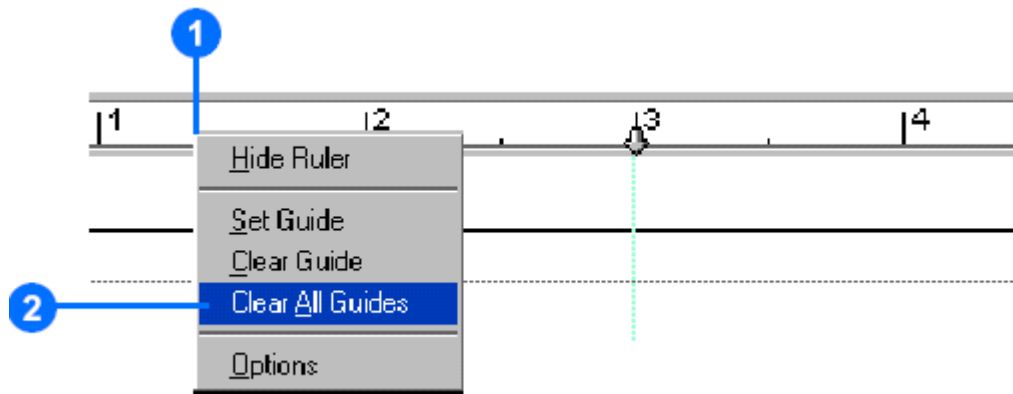 1
1 2 3 4
Hide Ruler
Set Guide
Clear Guide
Clear All Guides
2
Options